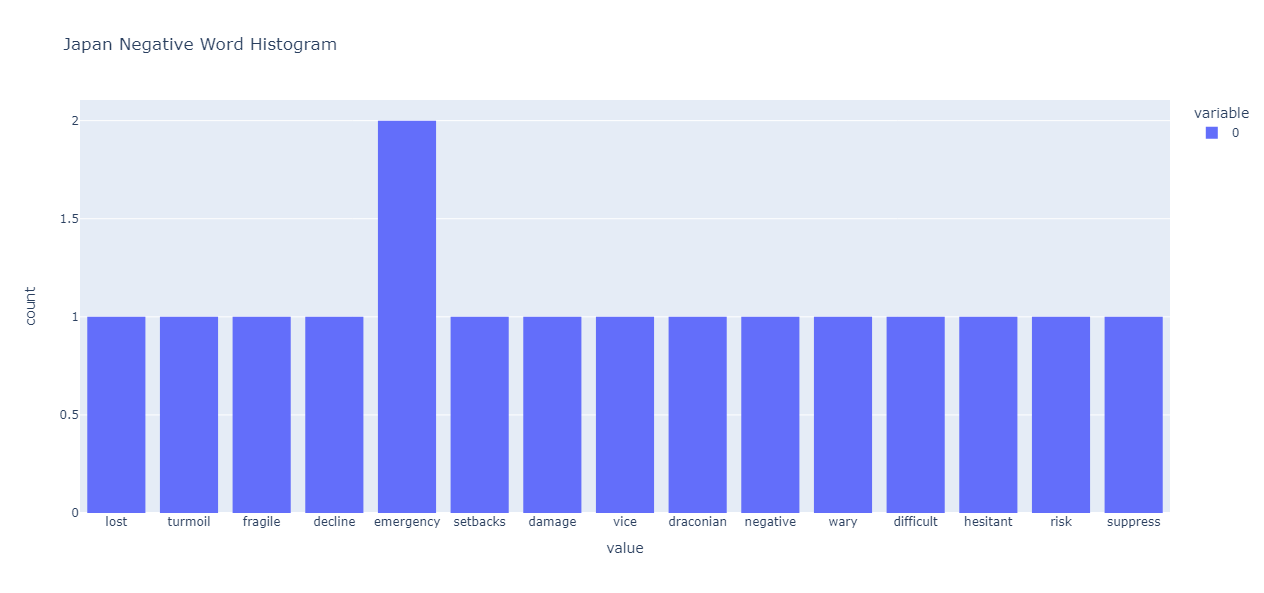 Japan Negative Word Histogram
variable
0
2
1.5
1
0.5
0
count
lost turmoil fragile decline emergency setbacks damage vice draconian negative wary difficult hesitant risk suppress
value